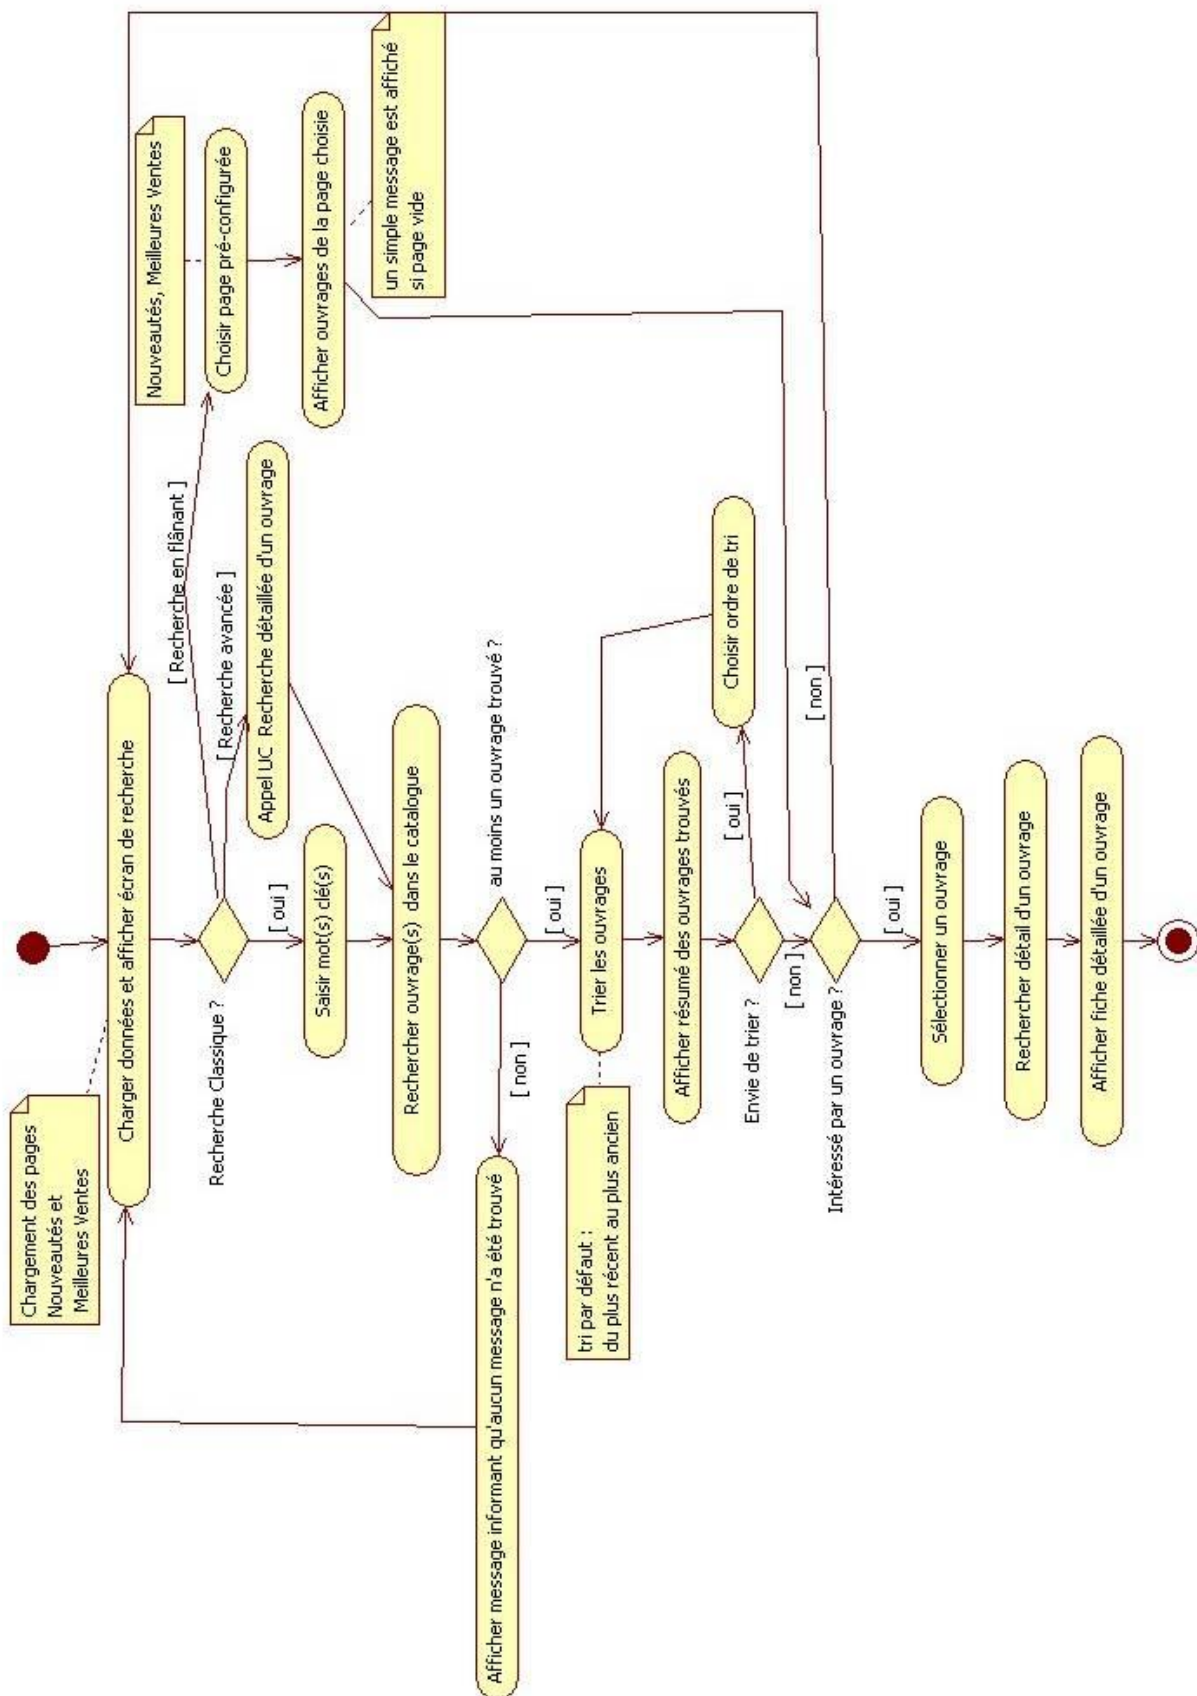 Chargement des pages
Nouveautés et
Meilleures Ventes
Charger données et afficher écran de recherche
Recherche Classique ?
[ Recherche en flânant ]
Nouveautés, Meilleures Ventes
Choisir page pré-configurée
[ Recherche avancée ]
[ oui ]
Saisir mot(s) clé(s)
Appel UC Recherche détaillée d'un ouvrage
Afficher ouvrages de la page choisie
un simple message est affiché
si page vide
Rechercher ouvrage(s) dans le catalogue
au moins un ouvrage trouvé ?
[ non ]
[ oui ]
Afficher message informant qu'aucun message n'a été trouvé
tri par défaut :
du plus récent au plus ancien
Trier les ouvrages
Afficher résumé des ouvrages trouvés
Envie de trier ?
[ oui ]
Choisir ordre de tri
[ non ]
Intéressé par un ouvrage ?
[ non ]
[ oui ]
Sélectionner un ouvrage
Rechercher détail d'un ouvrage
Afficher fiche détaillée d'un ouvrage